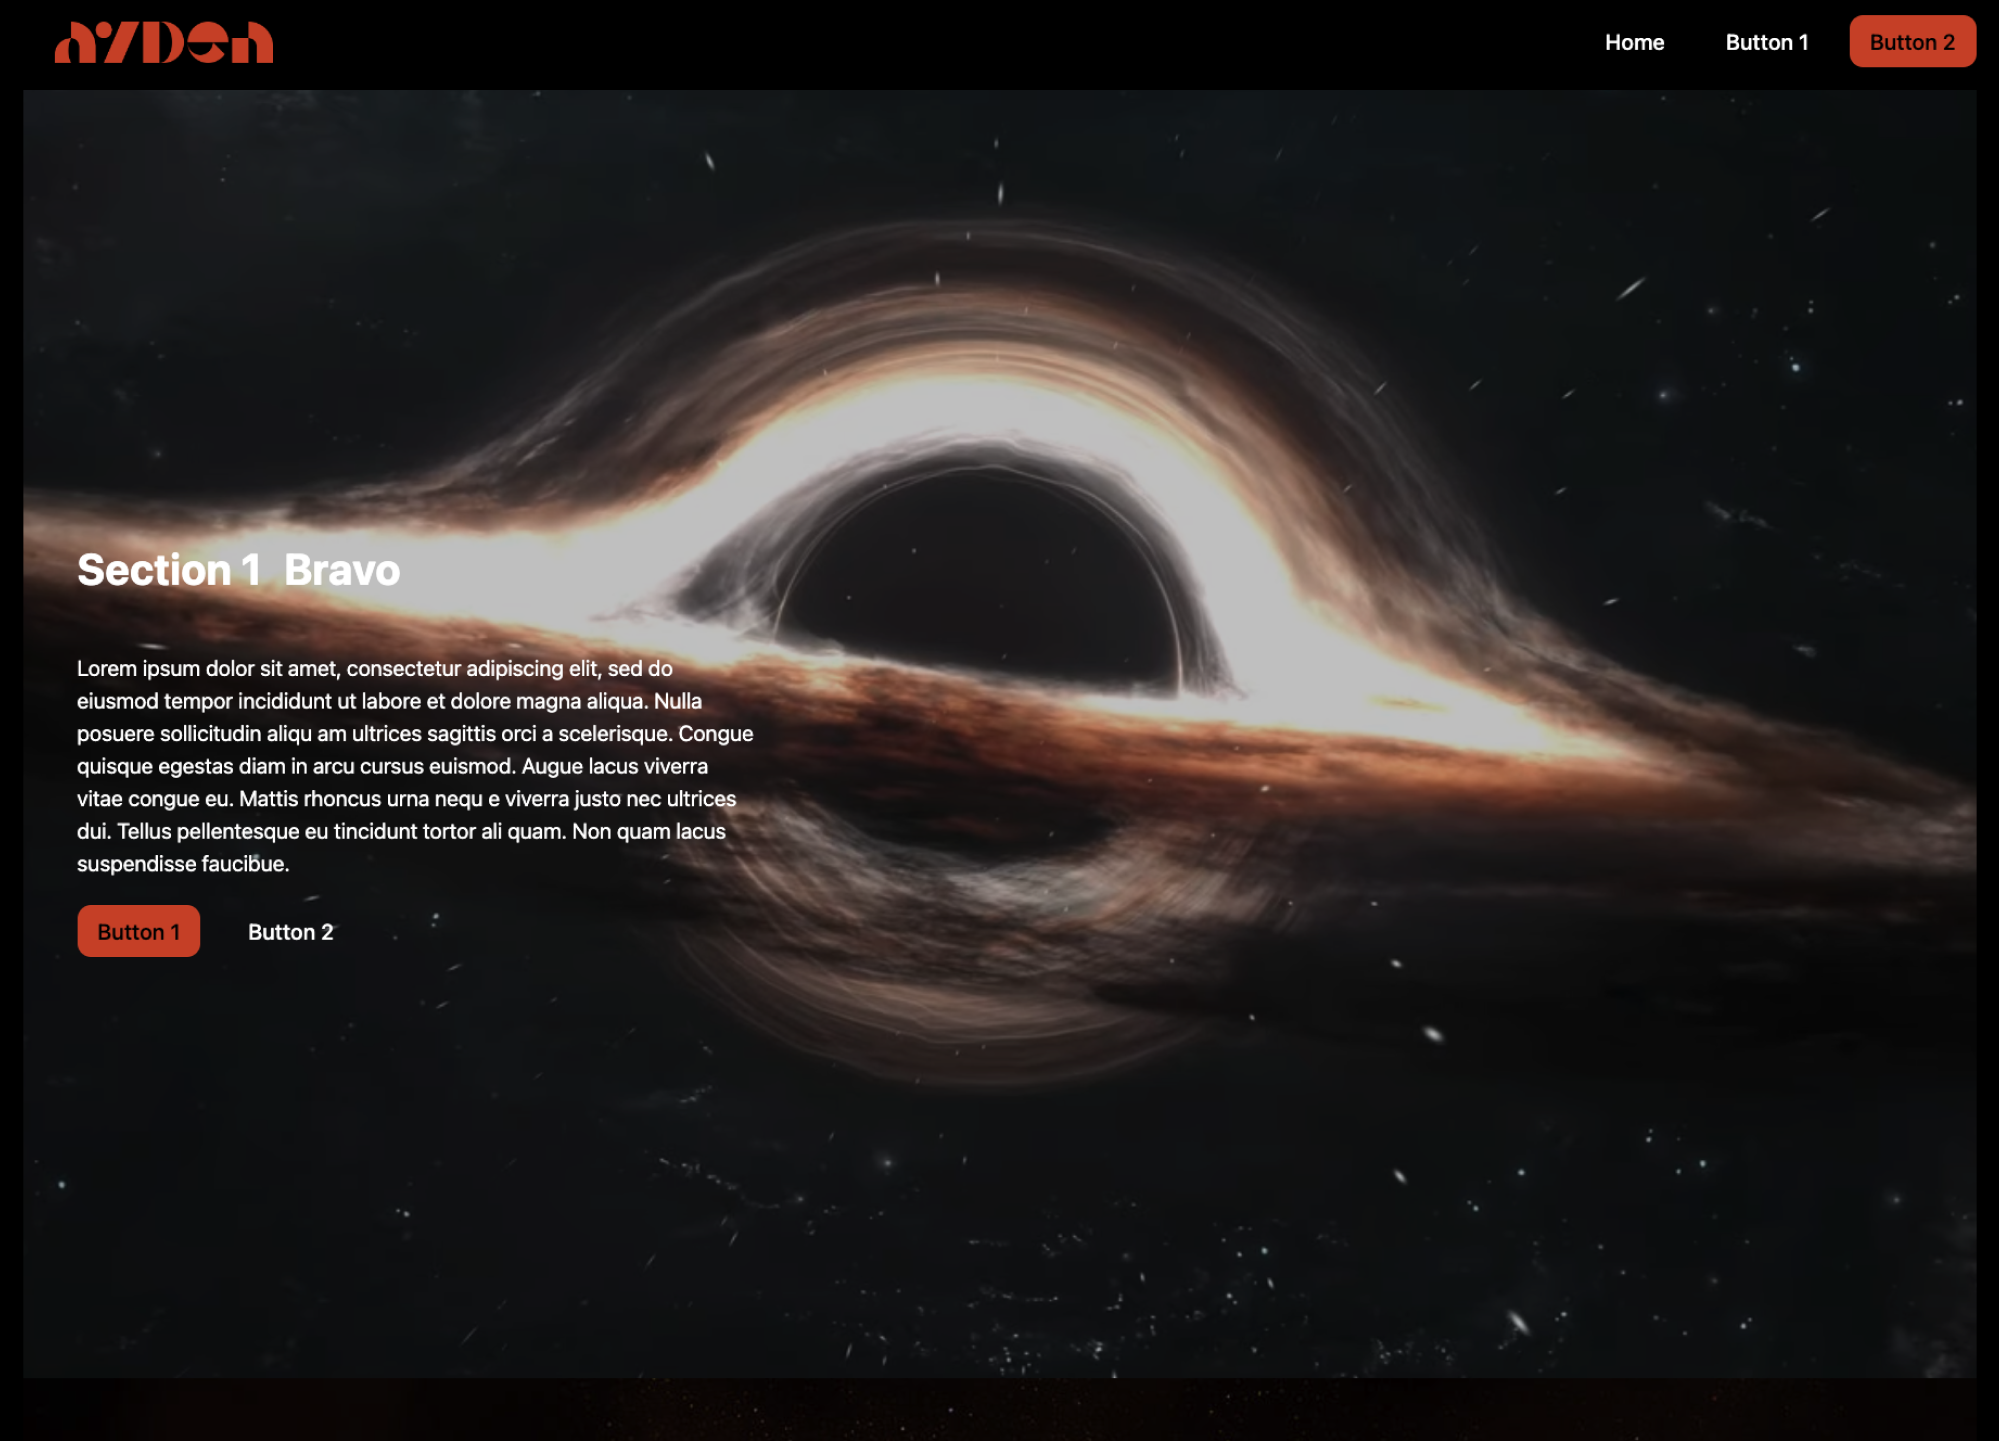 AYDEN
Home Button 1 Button 2
Section 1 Bravo
Lorem ipsum dolor sit amet, consectetur adipiscing elit, sed do
eiusmod tempor incididunt ut labore et dolore magna aliqua. Nulla
posuere sollicitudin aliqu am ultrices sagittis orci a scelerisque. Congue
quisque egestas diam in arcu cursus euismod. Augue lacus viverra
vitae congue eu. Mattis rhoncus urna nequ e viverra justo nec ultrices
dui. Tellus pellentesque eu tincidunt tortor ali quam. Non quam lacus
suspendisse faucibue.
Button 1 Button 2